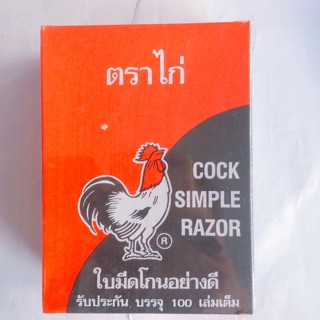 ตราไก่
COCK
SIMPLE
RAZOR
®
ใบมีดโกนอย่างดี
รับประกัน บรรจุ 100 เล่มเต็ม